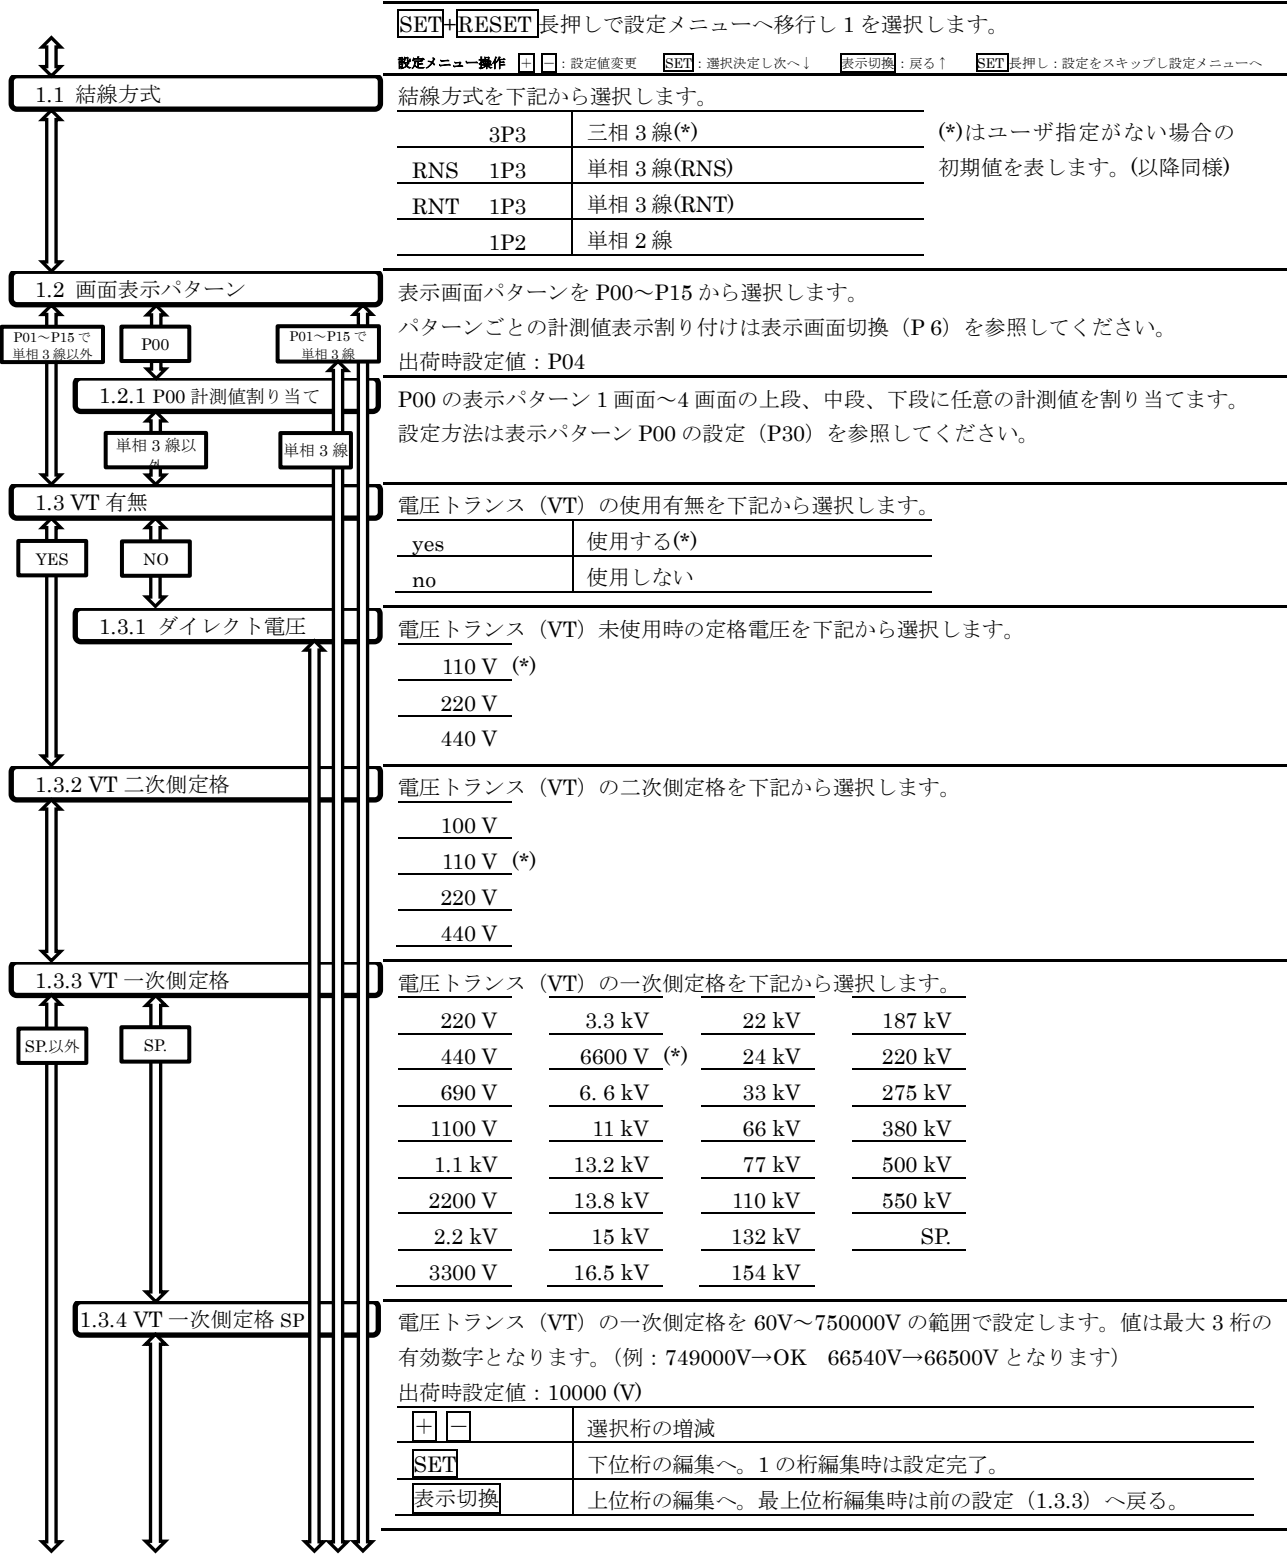 SET+RESET 長押しで設定メニューへ移行し 1 を選択します。
設定メニュー操作 ＋ － : 設定値変更 SET : 選択決定し次へ↓ 表示切換 : 戻る↑ SET 長押し : 設定をスキップし設定メニューへ
1.1 結線方式
結線方式を下記から選択します。
3P3 三相 3 線(*)
RNS 1P3 単相 3 線(RNS)
RNT 1P3 単相 3 線(RNT)
1P2 単相 2 線
(*)はユーザ指定がない場合の
初期値を表します。(以降同様)
1.2 画面表示パターン
表示画面パターンを P00～P15 から選択します。
パターンごとの計測値表示割り付けは表示画面切換（P 6）を参照してください。
出荷時設定値 : P04
P01～P15 で
単相 3 線以外
P00
P01～P15 で
単相 3 線
1.2.1 P00 計測値割り当て
P00 の表示パターン 1 画面～4 画面の上段、中段、下段に任意の計測値を割り当てます。
設定方法は表示パターン P00 の設定（P30）を参照してください。
単相 3 線以
単相 3 線
1.3 VT 有無
電圧トランス（VT）の使用有無を下記から選択します。
yes 使用する(*)
no 使用しない
YES
NO
1.3.1 ダイレクト電圧
電圧トランス（VT）未使用時の定格電圧を下記から選択します。
110 V (*)
220 V
440 V
1.3.2 VT 二次側定格
電圧トランス（VT）の二次側定格を下記から選択します。
100 V
110 V (*)
220 V
440 V
1.3.3 VT 一次側定格
電圧トランス（VT）の一次側定格を下記から選択します。
220 V 3.3 kV 22 kV 187 kV
440 V 6600 V (*) 24 kV 220 kV
690 V 6. 6 kV 33 kV 275 kV
1100 V 11 kV 66 kV 380 kV
1.1 kV 13.2 kV 77 kV 500 kV
2200 V 13.8 kV 110 kV 550 kV
2.2 kV 15 kV 132 kV SP.
3300 V 16.5 kV 154 kV
SP.以外
SP.
1.3.4 VT 一次側定格 SP
電圧トランス（VT）の一次側定格を 60V～750000V の範囲で設定します。値は最大 3 桁の
有効数字となります。（例 : 749000V→OK 66540V→66500V となります）
出荷時設定値 : 10000 (V)
＋ － 選択桁の増減
SET 下位桁の編集へ。1 の桁編集時は設定完了。
表示切換 上位桁の編集へ。最上位桁編集時は前の設定（1.3.3）へ戻る。